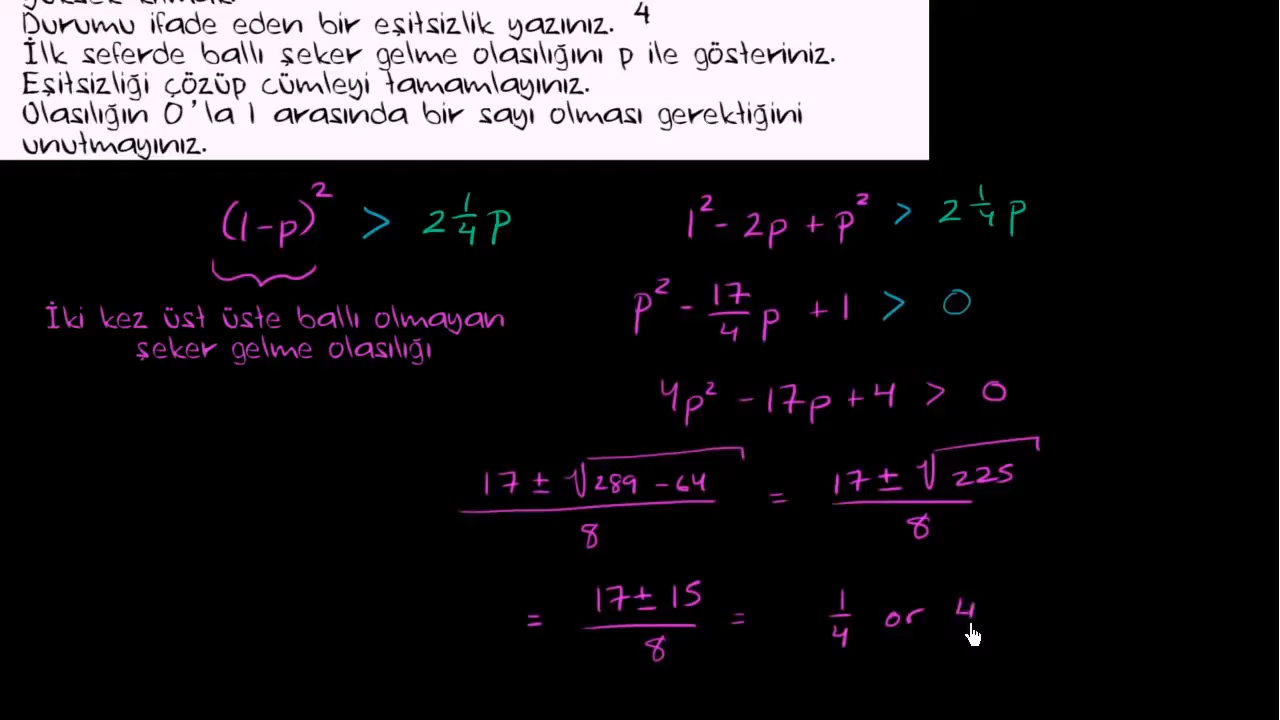 4
Durumu ifade eden bir eşitsizlik yazınız.
İlk seferde ballı şeker gelme olasılığını p ile gösteriniz.
Eşitsizliği çözüp cümleyi tamamlayınız.
Olasılığın 0'la 1 arasında bir sayı olması gerektiğini
unutmayınız.
(1-p)² > 2 1/4 p
İki kez üst üste ballı olmayan
şeker gelme olasılığı
1² - 2p + p² > 2 1/4 p
p² - 17/4 p + 1 > 0
4p² - 17p + 4 > 0
17 ± √289 - 64 / 8 = 17 ± √225 / 8
= 17 ± 15 / 8 = 1/4 or 4